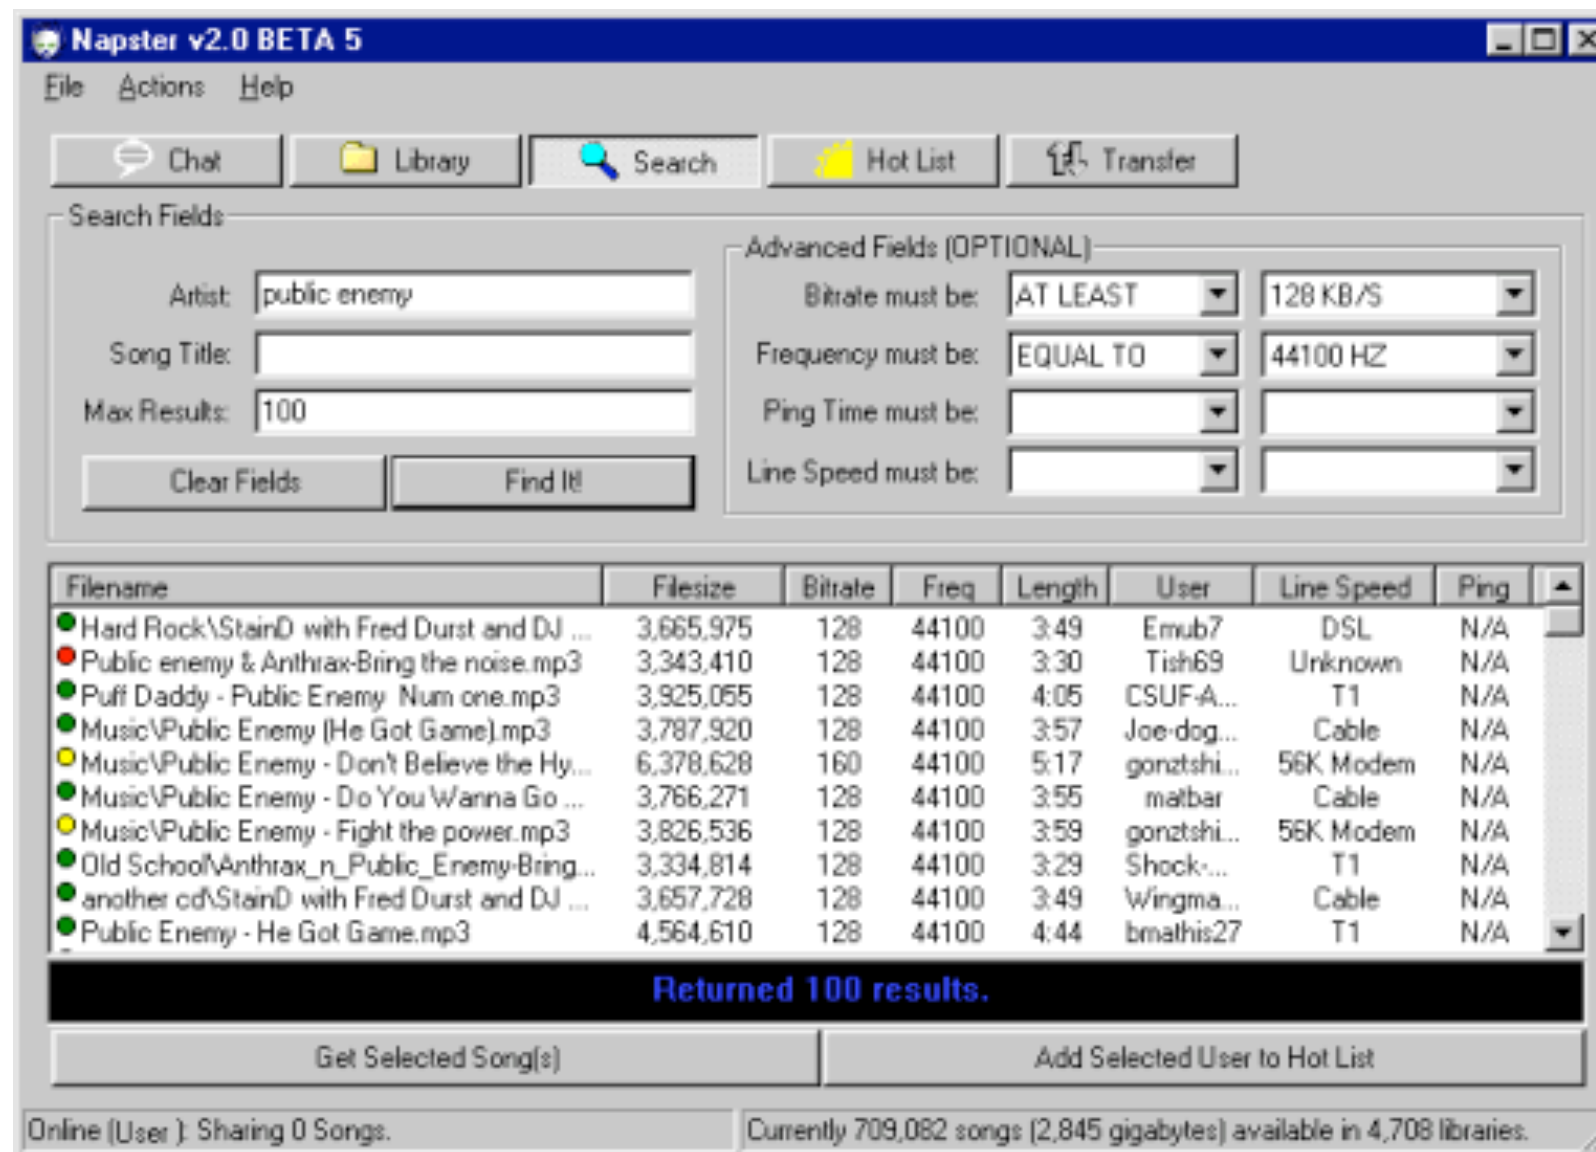 Napster v2.0 BETA 5
File Actions Help
Chat Library Search Hot List Transfer
Search Fields
Advanced Fields (OPTIONAL)
Artist: public enemy Bitrate must be: AT LEAST 128 KB/S
Song Title: Frequency must be: EQUAL TO 44100 HZ
Max Results: 100 Ping Time must be:
Clear Fields Find It! Line Speed must be:
Filename Filesize Bitrate Freq Length User Line Speed Ping
Hard Rock\StainD with Fred Durst and DJ ... 3,665,975 128 44100 3:49 Emub7 DSL N/A
Public enemy & Anthrax-Bring the noise.mp3 3,343,410 128 44100 3:30 Tish69 Unknown N/A
Puff Daddy - Public Enemy Num one.mp3 3,925,055 128 44100 4:05 CSUF-A... T1 N/A
Music\Public Enemy (He Got Game).mp3 3,787,920 128 44100 3:57 Joe-dog... Cable N/A
Music\Public Enemy - Don't Believe the Hy... 6,378,628 160 44100 5:17 gonztshi... 56K Modem N/A
Music\Public Enemy - Do You Wanna Go ... 3,766,271 128 44100 3:55 matbar Cable N/A
Music\Public Enemy - Fight the power.mp3 3,826,536 128 44100 3:59 gonztshi... 56K Modem N/A
Old School\Anthrax_n_Public_Enemy-Bring... 3,334,814 128 44100 3:29 Shock-... T1 N/A
another cd\StainD with Fred Durst and DJ ... 3,657,728 128 44100 3:49 Wingma... Cable N/A
Public Enemy - He Got Game.mp3 4,564,610 128 44100 4:44 bmathis27 T1 N/A
Returned 100 results.
Get Selected Song(s) Add Selected User to Hot List
Online (User ): Sharing 0 Songs. Currently 709,082 songs (2,845 gigabytes) available in 4,708 libraries.